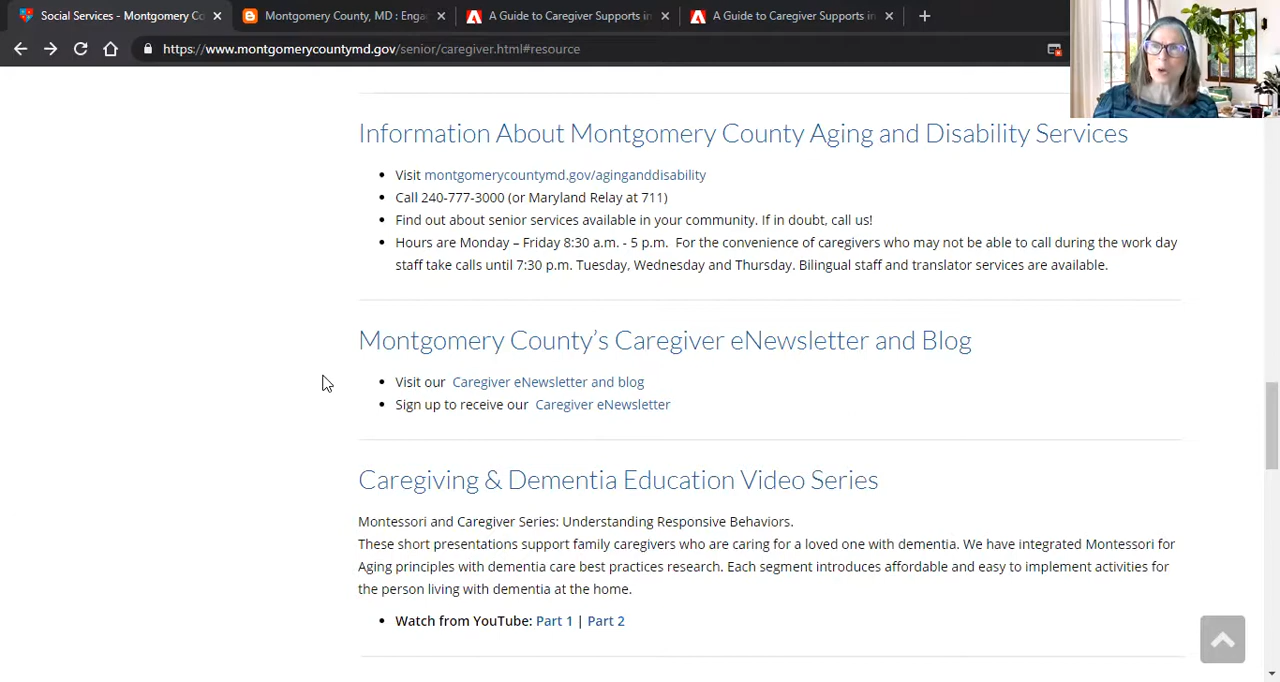 Social Services - Montgomery Co
Montgomery County, MD : Enga
A Guide to Caregiver Supports in
A Guide to Caregiver Supports in
https://www.montgomerycountymd.gov/senior/caregiver.html#resource
Information About Montgomery County Aging and Disability Services
• Visit montgomerycountymd.gov/aginganddisability
• Call 240-777-3000 (or Maryland Relay at 711)
• Find out about senior services available in your community. If in doubt, call us!
• Hours are Monday – Friday 8:30 a.m. - 5 p.m. For the convenience of caregivers who may not be able to call during the work day
staff take calls until 7:30 p.m. Tuesday, Wednesday and Thursday. Bilingual staff and translator services are available.
Montgomery County’s Caregiver eNewsletter and Blog
• Visit our Caregiver eNewsletter and blog
• Sign up to receive our Caregiver eNewsletter
Caregiving & Dementia Education Video Series
Montessori and Caregiver Series: Understanding Responsive Behaviors.
These short presentations support family caregivers who are caring for a loved one with dementia. We have integrated Montessori for
Aging principles with dementia care best practices research. Each segment introduces affordable and easy to implement activities for
the person living with dementia at the home.
• Watch from YouTube: Part 1 | Part 2